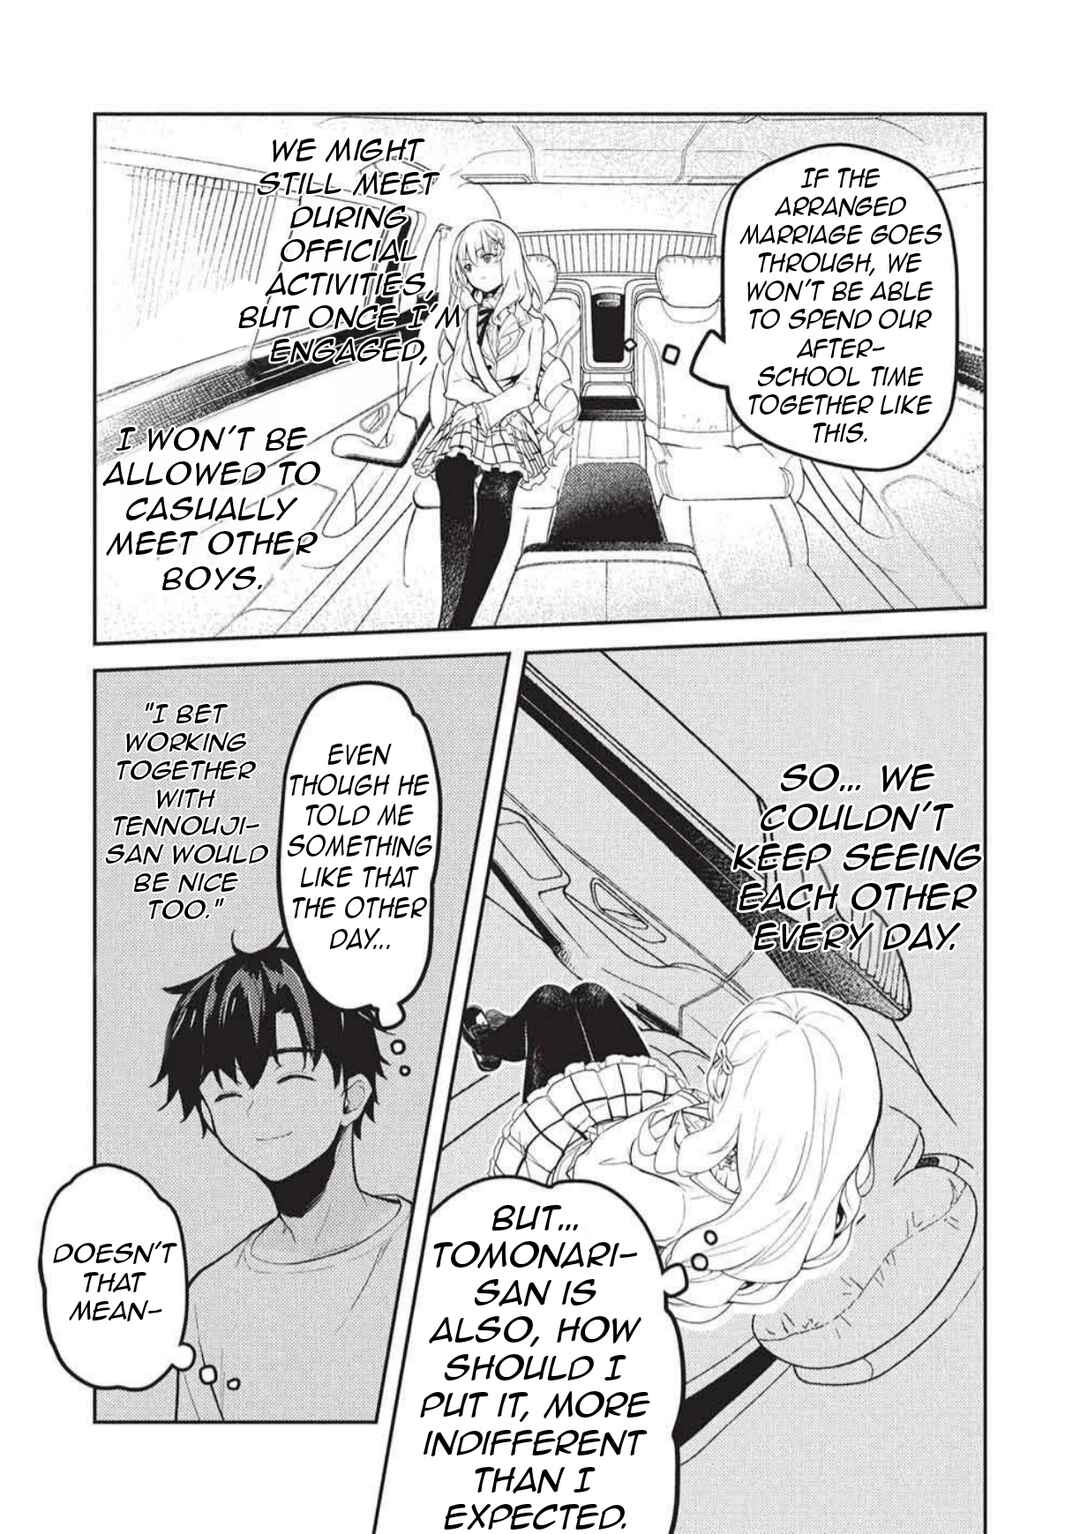 IF THE
ARRANGED
MARRIAGE GOES
THROUGH, WE
WON'T BE ABLE
TO SPEND OUR
AFTER-
SCHOOL TIME
TOGETHER LIKE
THIS.
WE MIGHT
STILL MEET
DURING
OFFICIAL
ACTIVITIES,
BUT ONCE I'M
ENGAGED,
I WON'T BE
ALLOWED TO
CASUALLY
MEET OTHER
BOYS.
SO... WE
COULDN'T
KEEP SEEING
EACH OTHER
EVERY DAY.
BUT...
TOMONARI-
SAN IS
ALSO, HOW
SHOULD I
PUT IT, MORE
INDIFFERENT
THAN I
EXPECTED.
EVEN
THOUGH HE
TOLD ME
SOMETHING
LIKE THAT
THE OTHER
DAY...
"I BET
WORKING
TOGETHER
WITH
TENNOUJI-
SAN WOULD
BE NICE
TOO."
DOESN'T
THAT
MEAN-